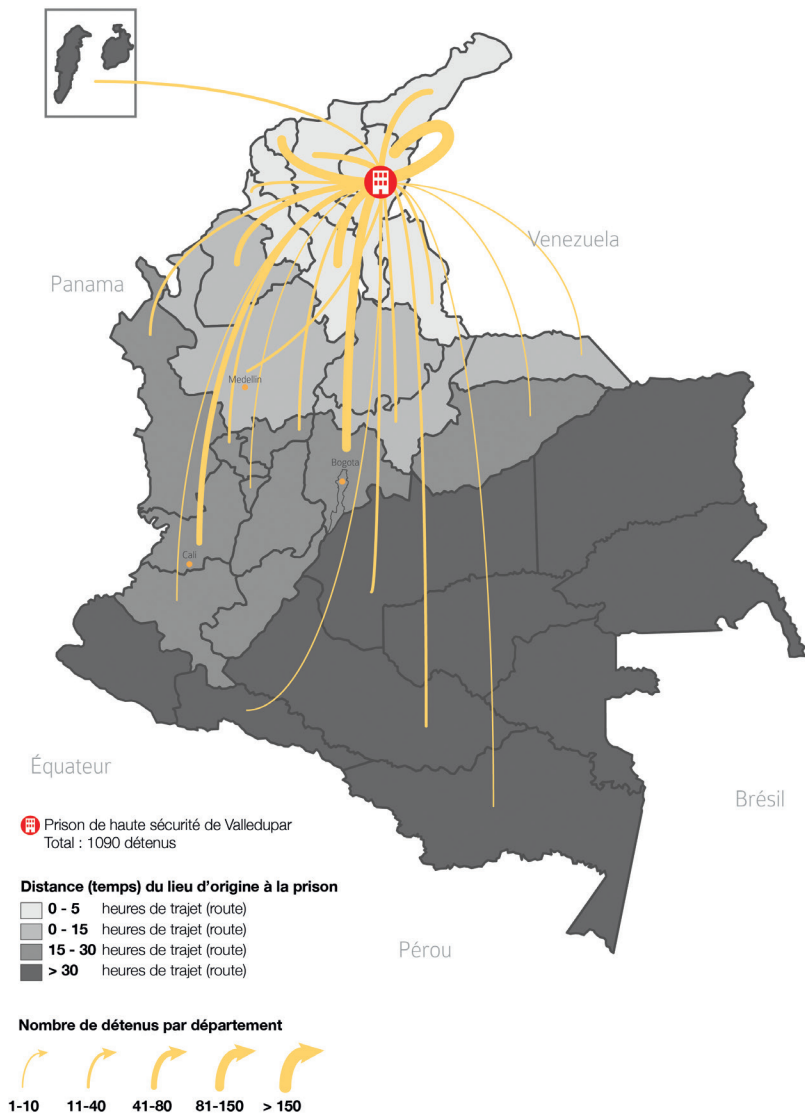 Venezuela
Panama
Medellin
Bogota
Cali
Équateur
Brésil
Prison de haute sécurité de Valledupar
Total : 1090 détenus
Distance (temps) du lieu d'origine à la prison
0 - 5 heures de trajet (route)
0 - 15 heures de trajet (route)
15 - 30 heures de trajet (route)
> 30 heures de trajet (route)
Pérou
Nombre de détenus par département
1-10 11-40 41-80 81-150 > 150